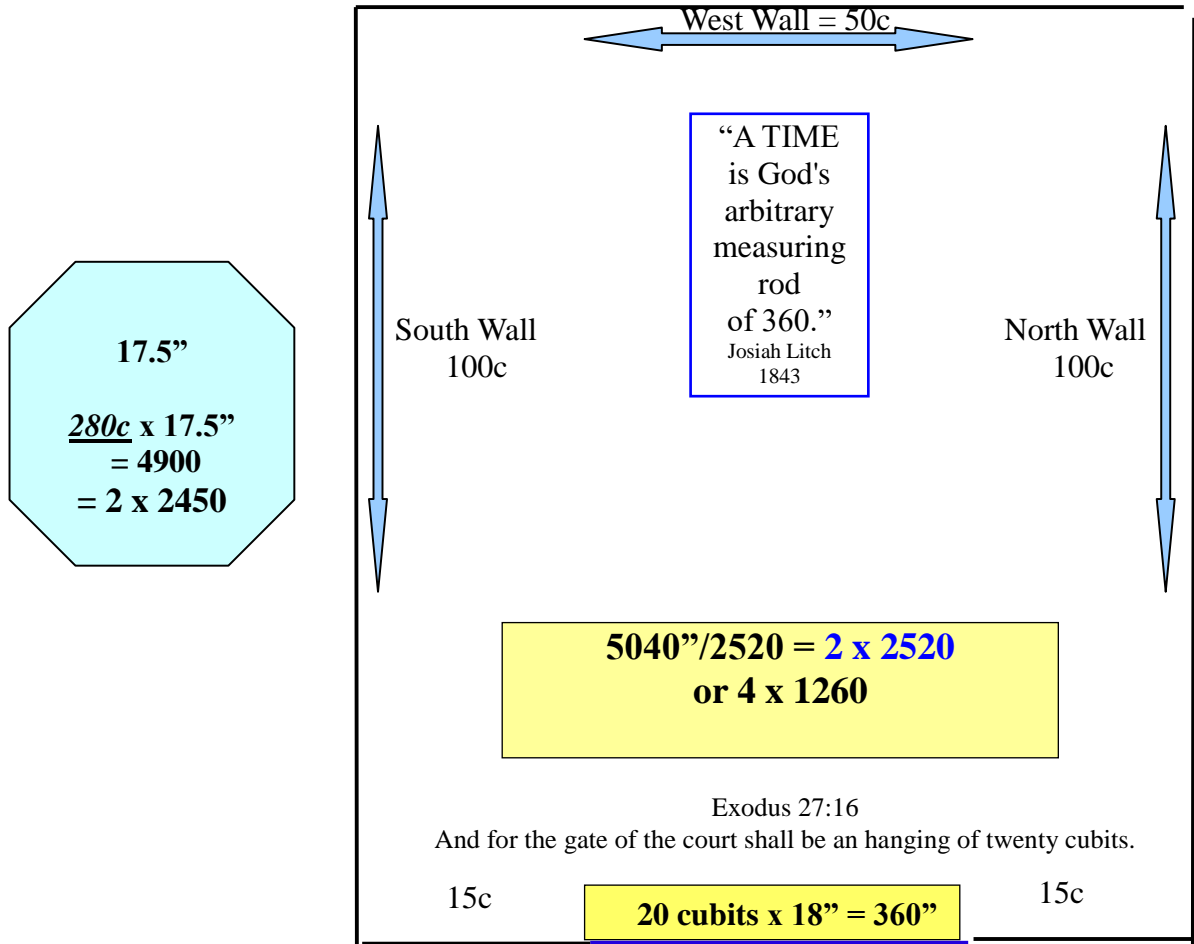 West Wall = 50c
“A TIME
is God's
arbitrary
measuring
rod
of 360.”
Josiah Litch
1843
South Wall
100c
North Wall
100c
17.5”
280c x 17.5”
= 4900
= 2 x 2450
5040”/2520 = 2 x 2520
or 4 x 1260
Exodus 27:16
And for the gate of the court shall be an hanging of twenty cubits.
15c
20 cubits x 18” = 360”
15c